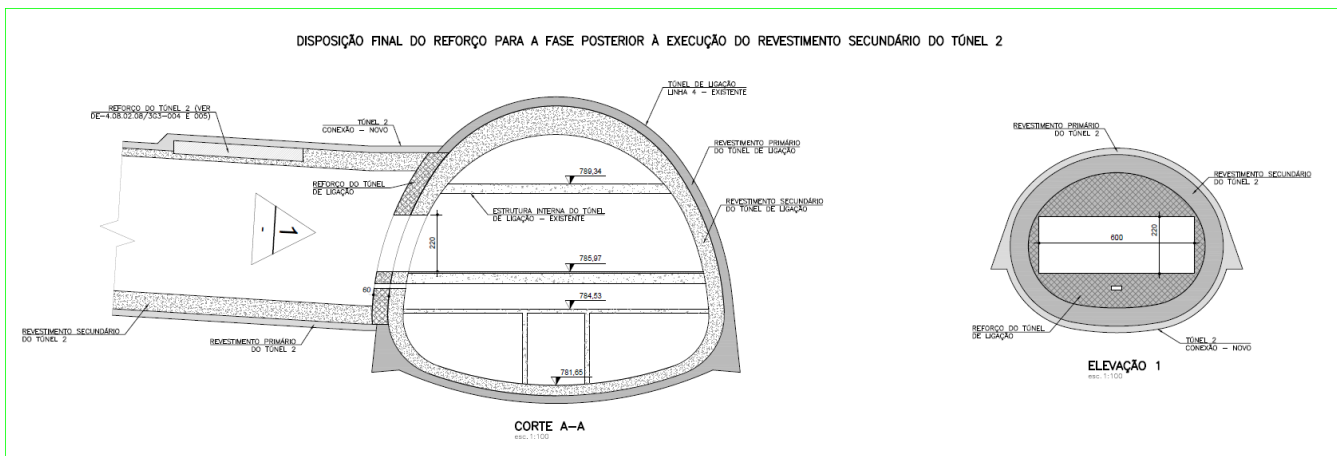 DISPOSIÇÃO FINAL DO REFORÇO PARA A FASE POSTERIOR À EXECUÇÃO DO REVESTIMENTO SECUNDÁRIO DO TÚNEL 2
TÚNEL DE LIGAÇÃO
LINHA 4 – EXISTENTE
REFORÇO DO TÚNEL 2 (VER
DE-4.08.02.08/3G3-004 E 005)
TÚNEL 2
CONEXÃO – NOVO
REVESTIMENTO PRIMÁRIO
DO TÚNEL DE LIGAÇÃO
789,34
REFORÇO DO TÚNEL
DE LIGAÇÃO
REVESTIMENTO SECUNDÁRIO
DO TÚNEL DE LIGAÇÃO
ESTRUTURA INTERNA DO TÚNEL
DE LIGAÇÃO – EXISTENTE
1
-
220
785,97
60
784,53
REVESTIMENTO SECUNDÁRIO
DO TÚNEL 2
REVESTIMENTO PRIMÁRIO
DO TÚNEL 2
781,65
CORTE A–A
esc. 1:100
REVESTIMENTO PRIMÁRIO
DO TÚNEL 2
REVESTIMENTO SECUNDÁRIO
DO TÚNEL 2
600
220
REFORÇO DO TÚNEL
DE LIGAÇÃO
TÚNEL 2
CONEXÃO – NOVO
ELEVAÇÃO 1
esc. 1:100